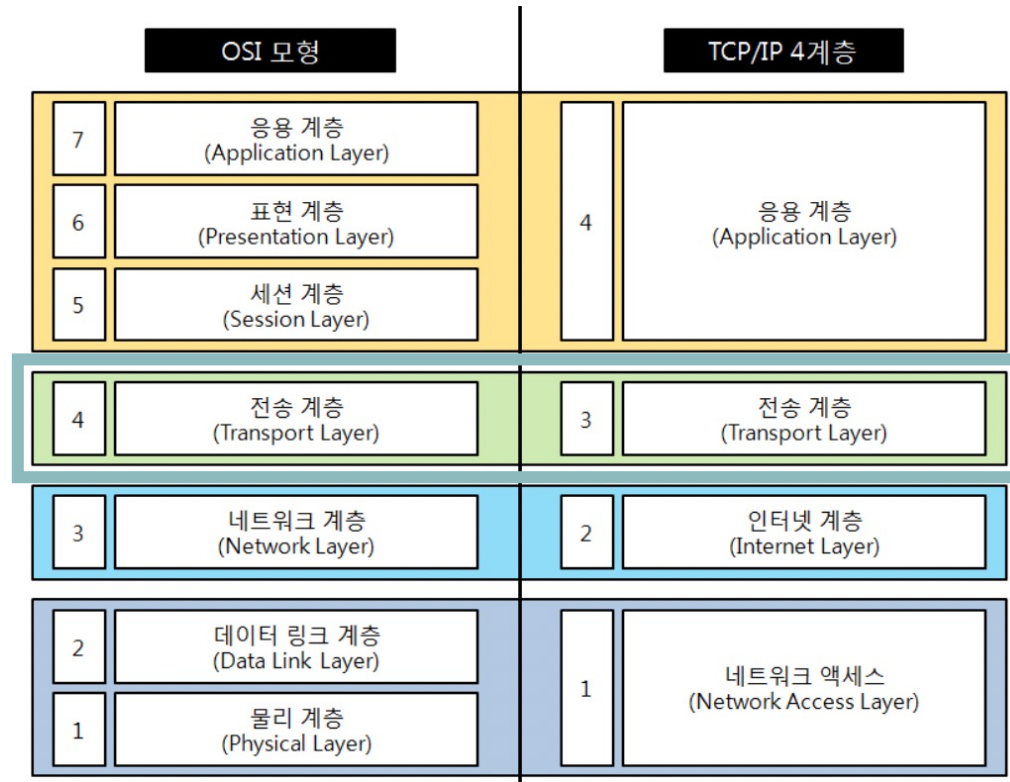 OSI 모형
TCP/IP 4계층
7
응용 계층
(Application Layer)
6
표현 계층
(Presentation Layer)
5
세션 계층
(Session Layer)
4
응용 계층
(Application Layer)
4
전송 계층
(Transport Layer)
3
전송 계층
(Transport Layer)
3
네트워크 계층
(Network Layer)
2
인터넷 계층
(Internet Layer)
2
데이터 링크 계층
(Data Link Layer)
1
물리 계층
(Physical Layer)
1
네트워크 액세스
(Network Access Layer)